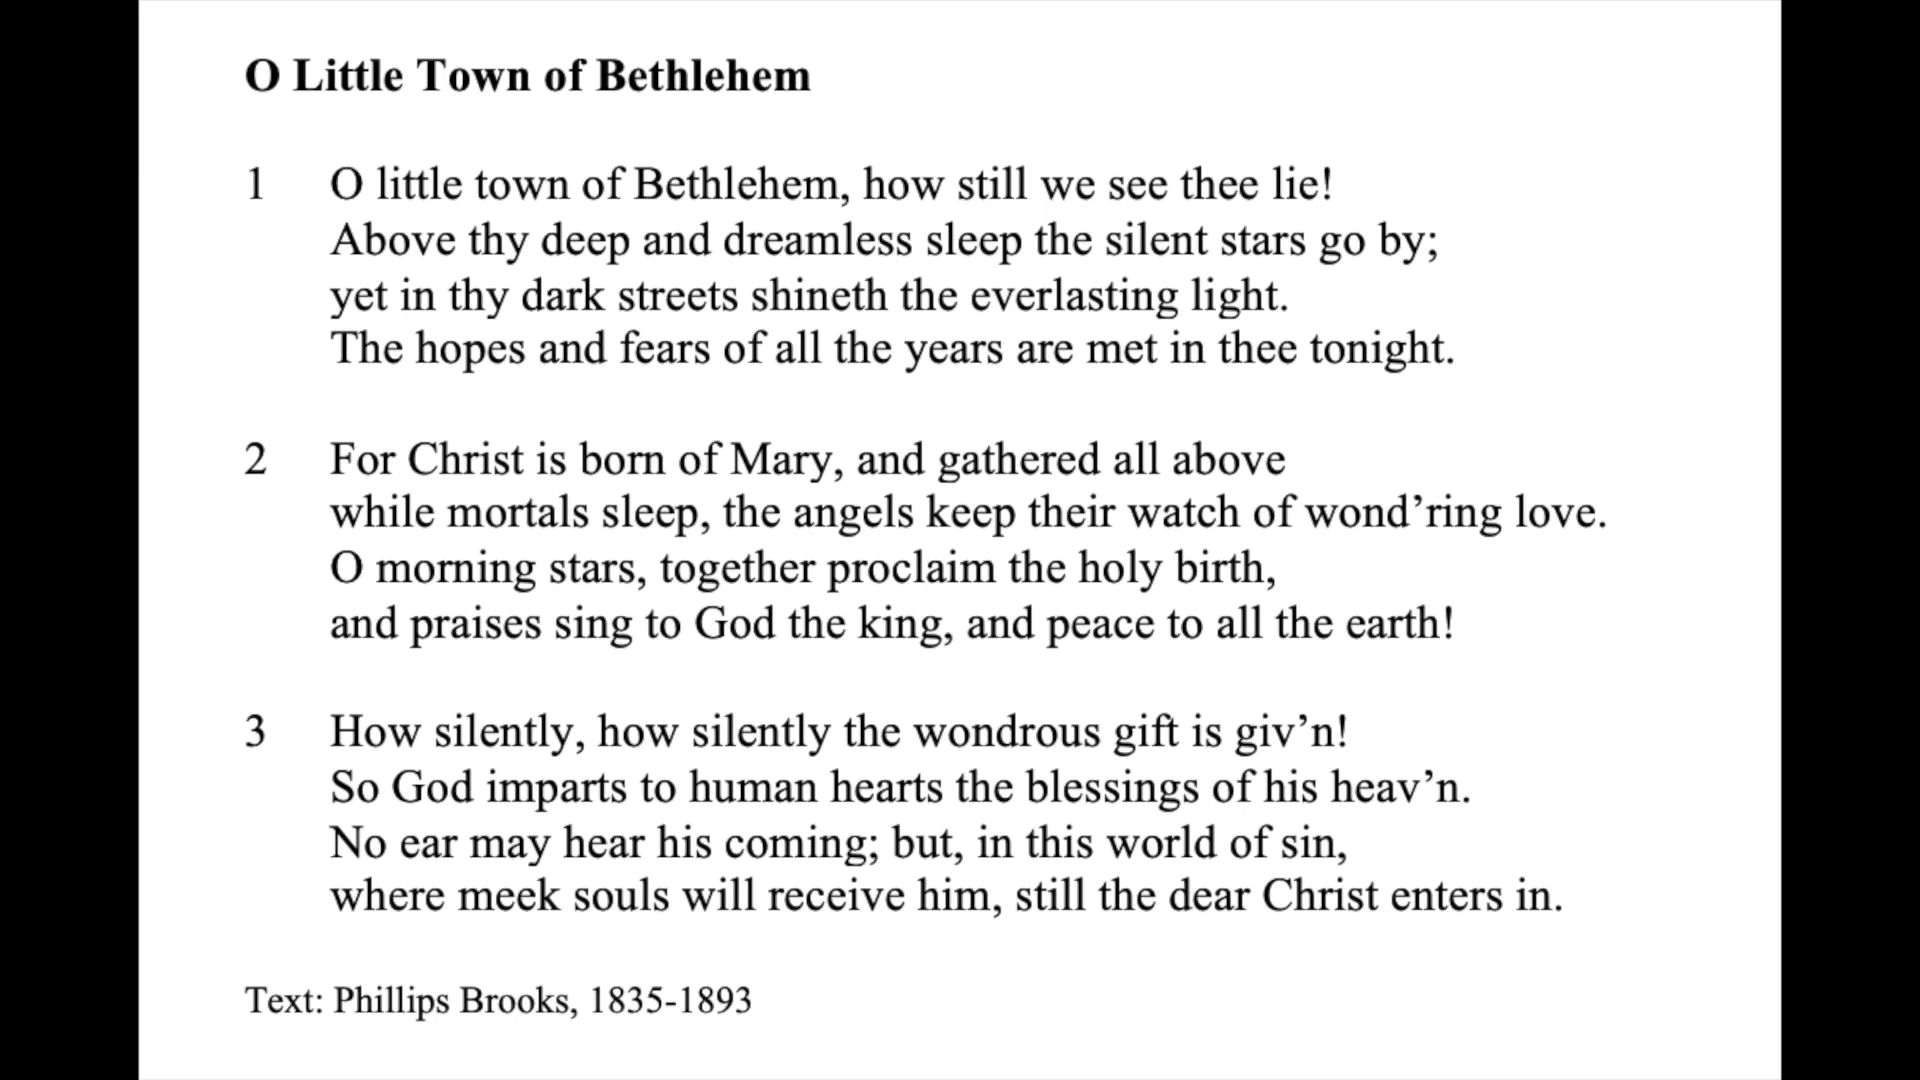 O Little Town of Bethlehem
1 O little town of Bethlehem, how still we see thee lie!
Above thy deep and dreamless sleep the silent stars go by;
yet in thy dark streets shineth the everlasting light.
The hopes and fears of all the years are met in thee tonight.
2 For Christ is born of Mary, and gathered all above
while mortals sleep, the angels keep their watch of wond’ring love.
O morning stars, together proclaim the holy birth,
and praises sing to God the king, and peace to all the earth!
3 How silently, how silently the wondrous gift is giv’n!
So God imparts to human hearts the blessings of his heav’n.
No ear may hear his coming; but, in this world of sin,
where meek souls will receive him, still the dear Christ enters in.
Text: Phillips Brooks, 1835-1893